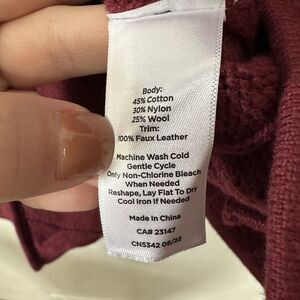 Body:
45% Cotton
30% Nylon
25% Wool
Trim:
100% Faux Leather
Machine Wash Cold
Gentle Cycle
Only Non-Chlorine Bleach
When Needed
Reshape, Lay Flat To Dry
Cool Iron If Needed
Made in China
CA# 23147
CN5342 05/22